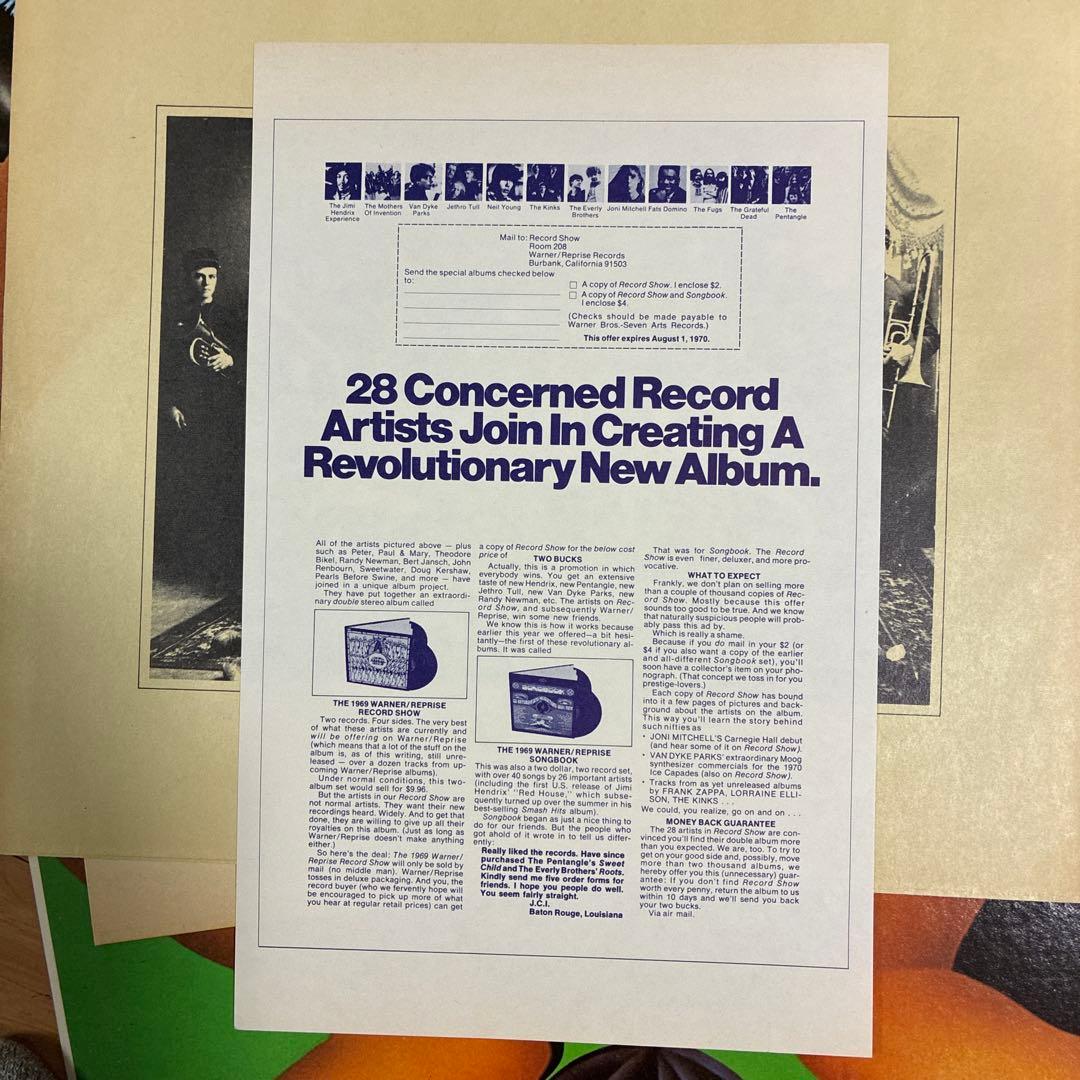 The Jimi Hendrix Experience
The Mothers Of Invention
Van Dyke Parks
Jethro Tull
Neil Young
The Kinks
The Everly Brothers
Joni Mitchell
Fats Domino
The Fugs
The Grateful Dead
The Pentangle
Mail to: Record Show
Room 208
Warner/Reprise Records
Burbank, California 91503
Send the special albums checked below
to:
A copy of Record Show. I enclose $2.
A copy of Record Show and Songbook.
I enclose $4.
(Checks should be made payable to
Warner Bros.-Seven Arts Records.)
This offer expires August 1, 1970.
28 Concerned Record
Artists Join In Creating A
Revolutionary New Album.
All of the artists pictured above — plus
such as Peter, Paul & Mary, Theodore
Bikel, Randy Newman, Bert Jansch, John
Renbourn, Sweetwater, Doug Kershaw,
Pearls Before Swine, and more — have
joined in a unique album project.
They have put together an extraordi-
nary double stereo album called
THE 1969 WARNER/REPRISE
RECORD SHOW
Two records. Four sides. The very best
of what these artists are currently and
will be offering on Warner/Reprise
(which means that a lot of the stuff on the
album is, as of this writing, still unre-
leased — over a dozen tracks from up-
coming Warner/Reprise albums).
Under normal conditions, this two-
album set would sell for $9.96.
But the artists in our Record Show are
not normal artists. They want their new
recordings heard. Widely. And to get that
done, they are willing to give up all their
royalties on this album. (Just as long as
Warner/Reprise doesn't make anything
either.)
So here's the deal: The 1969 Warner/
Reprise Record Show will only be sold by
mail (no middle man). Warner/Reprise
tosses in deluxe packaging. And you, the
record buyer (who we fervently hope will
be encouraged to pick up more of what
you hear at regular retail prices) can get
a copy of Record Show for the below cost
price of
TWO BUCKS
Actually, this is a promotion in which
everybody wins. You get an extensive
taste of new Hendrix, new Pentangle, new
Jethro Tull, new Van Dyke Parks, new
Randy Newman, etc. The artists on Rec-
ord Show, and subsequently Warner/
Reprise, win some new friends.
We know this is how it works because
earlier this year we offered—a bit hesi-
tantly—the first of these revolutionary al-
bums. It was called
THE 1969 WARNER/REPRISE
SONGBOOK
This was also a two dollar, two record set,
with over 40 songs by 26 important artists
(including the first U.S. release of Jimi
Hendrix' "Red House," which subse-
quently turned up over the summer in his
best-selling Smash Hits album).
Songbook began as just a nice thing to
do for our friends. But the people who
got ahold of it wrote in to tell us differ-
ently:
Really liked the records. Have since
purchased The Pentangle's Sweet
Child and The Everly Brothers' Roots.
Kindly send me five order forms for
friends. I hope you people do well.
You seem fairly straight.
J.C.I.
Baton Rouge, Louisiana
That was for Songbook. The Record
Show is even finer, deluxer, and more pro-
vocative.
WHAT TO EXPECT
Frankly, we don't plan on selling more
than a couple of thousand copies of Rec-
ord Show. Mostly because this offer
sounds too good to be true. And we know
that naturally suspicious people will prob-
ably pass this ad by.
Which is really a shame.
Because if you do mail in your $2 (or
$4 if you also want a copy of the earlier
and all-different Songbook set), you'll
soon have a collector's item on your pho-
nograph. (That concept we toss in for you
prestige-lovers.)
Each copy of Record Show has bound
into it a few pages of pictures and back-
ground about the artists on the album.
This way you'll learn the story behind
such nifties as
· JONI MITCHELL'S Carnegie Hall debut
(and hear some of it on Record Show).
· VAN DYKE PARKS' extraordinary Moog
synthesizer commercials for the 1970
Ice Capades (also on Record Show).
· Tracks from as yet unreleased albums
by FRANK ZAPPA, LORRAINE ELLI-
SON, THE KINKS . . .
We could, you realize, go on and on . . .
MONEY BACK GUARANTEE
The 28 artists in Record Show are con-
vinced you'll find their double album more
than you expected. We are, too. To try to
get on your good side and, possibly, move
more than two thousand albums, we
hereby offer you this (unnecessary) guar-
antee: If you don't find Record Show
worth every penny, return the album to us
within 10 days and we'll send you back
your two bucks.
Via air mail.